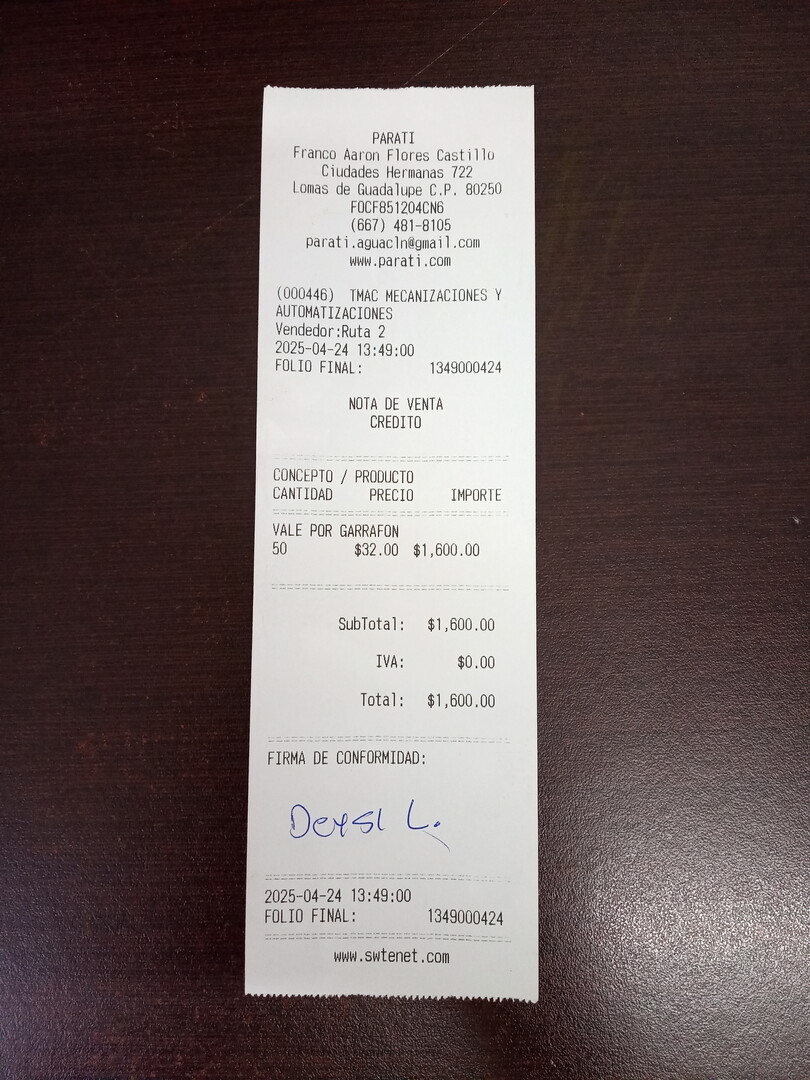 PARATI
Franco Aaron Flores Castillo
Ciudades Hermanas 722
Lomas de Guadalupe C.P. 80250
FOCF851204CN6
(667) 481-8105
parati.aguacln@gmail.com
www.parati.com
(000446) TMAC MECANIZACIONES Y
AUTOMATIZACIONES
Vendedor:Ruta 2
2025-04-24 13:49:00
FOLIO FINAL: 1349000424
NOTA DE VENTA
CREDITO
CONCEPTO / PRODUCTO
CANTIDAD PRECIO IMPORTE
VALE POR GARRAFON
50 $32.00 $1,600.00
SubTotal: $1,600.00
IVA: $0.00
Total: $1,600.00
FIRMA DE CONFORMIDAD:
Deysi L.
2025-04-24 13:49:00
FOLIO FINAL: 1349000424
www.swtenet.com